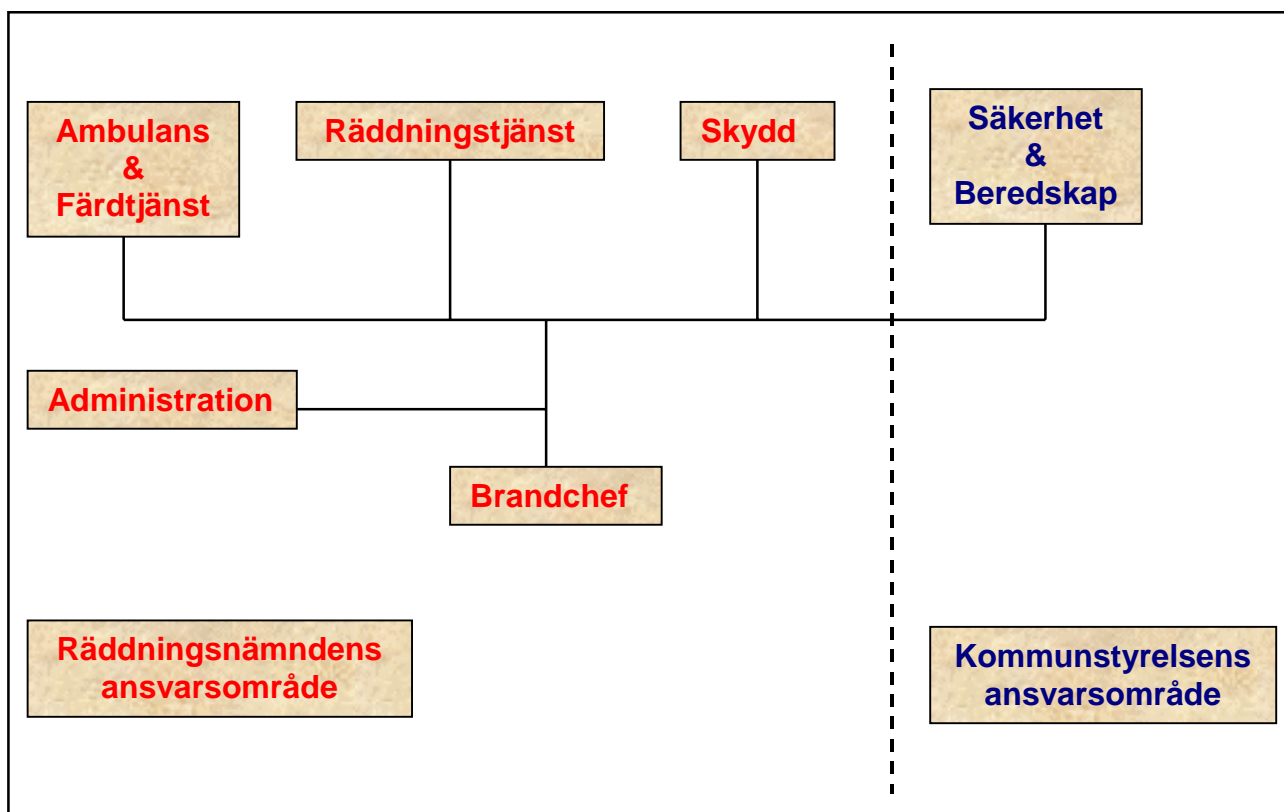 Ambulans
&
Färdtjänst
Räddningstjänst
Skydd
Säkerhet
&
Beredskap
Administration
Brandchef
Räddningsnämndens
ansvarsområde
Kommunstyrelsens
ansvarsområde